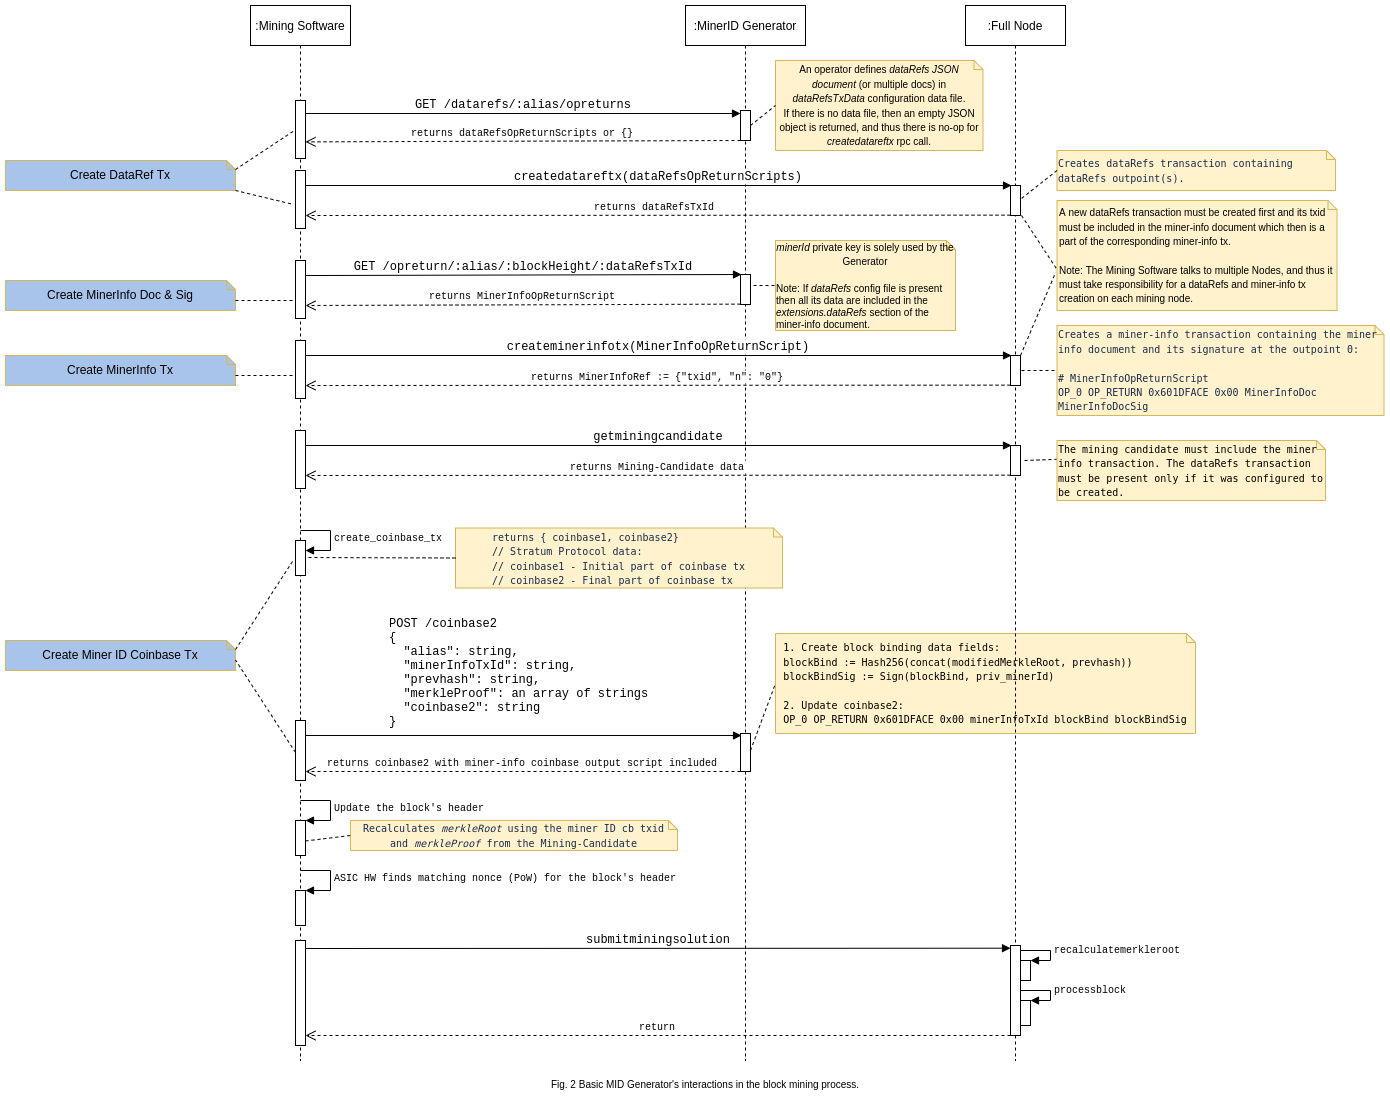 :Mining Software
:MinerID Generator
:Full Node
An operator defines dataRefs JSON
document (or multiple docs) in
dataRefsTxData configuration data file.
If there is no data file, then an empty JSON
object is returned, and thus there is no-op for
createdatareftx rpc call.
GET /datarefs/:alias/opreturns
returns dataRefsOpReturnScripts or {}
Create DataRef Tx
createdatareftx(dataRefsOpReturnScripts)
returns dataRefsTxId
Creates dataRefs transaction containing
dataRefs outpoint(s).
A new dataRefs transaction must be created first and its txid
must be included in the miner-info document which then is a
part of the corresponding miner-info tx.
Note: The Mining Software talks to multiple Nodes, and thus it
must take responsibility for a dataRefs and miner-info tx
creation on each mining node.
minerId private key is solely used by the
Generator
Note: If dataRefs config file is present
then all its data are included in the
extensions.dataRefs section of the
miner-info document.
GET /opreturn/:alias/:blockHeight/:dataRefsTxId
returns MinerInfoOpReturnScript
Create MinerInfo Doc & Sig
createminerinfotx(MinerInfoOpReturnScript)
returns MinerInfoRef := {"txid", "n": "0"}
Create MinerInfo Tx
Creates a miner-info transaction containing the miner
info document and its signature at the outpoint 0:
# MinerInfoOpReturnScript
OP_0 OP_RETURN 0x601DFACE 0x00 MinerInfoDoc
MinerInfoDocSig
getminingcandidate
returns Mining-Candidate data
The mining candidate must include the miner
info transaction. The dataRefs transaction
must be present only if it was configured to
be created.
create_coinbase_tx
returns { coinbase1, coinbase2}
// Stratum Protocol data:
// coinbase1 - Initial part of coinbase tx
// coinbase2 - Final part of coinbase tx
Create Miner ID Coinbase Tx
POST /coinbase2
{
"alias": string,
"minerInfoTxId": string,
"prevhash": string,
"merkleProof": an array of strings
"coinbase2": string
}
1. Create block binding data fields:
blockBind := Hash256(concat(modifiedMerkleRoot, prevhash))
blockBindSig := Sign(blockBind, priv_minerId)
2. Update coinbase2:
OP_0 OP_RETURN 0x601DFACE 0x00 minerInfoTxId blockBind blockBindSig
returns coinbase2 with miner-info coinbase output script included
Update the block's header
Recalculates merkleRoot using the miner ID cb txid
and merkleProof from the Mining-Candidate
ASIC HW finds matching nonce (PoW) for the block's header
submitminingsolution
recalculatemerkleroot
processblock
return
Fig. 2 Basic MID Generator's interactions in the block mining process.